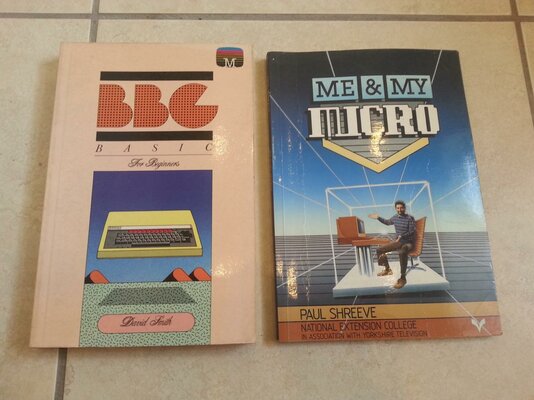 M
BBC
BASIC
For Beginners
David Smith
ME & MY
MICRO
PAUL SHREEVE
NATIONAL EXTENSION COLLEGE
IN ASSOCIATION WITH YORKSHIRE TELEVISION